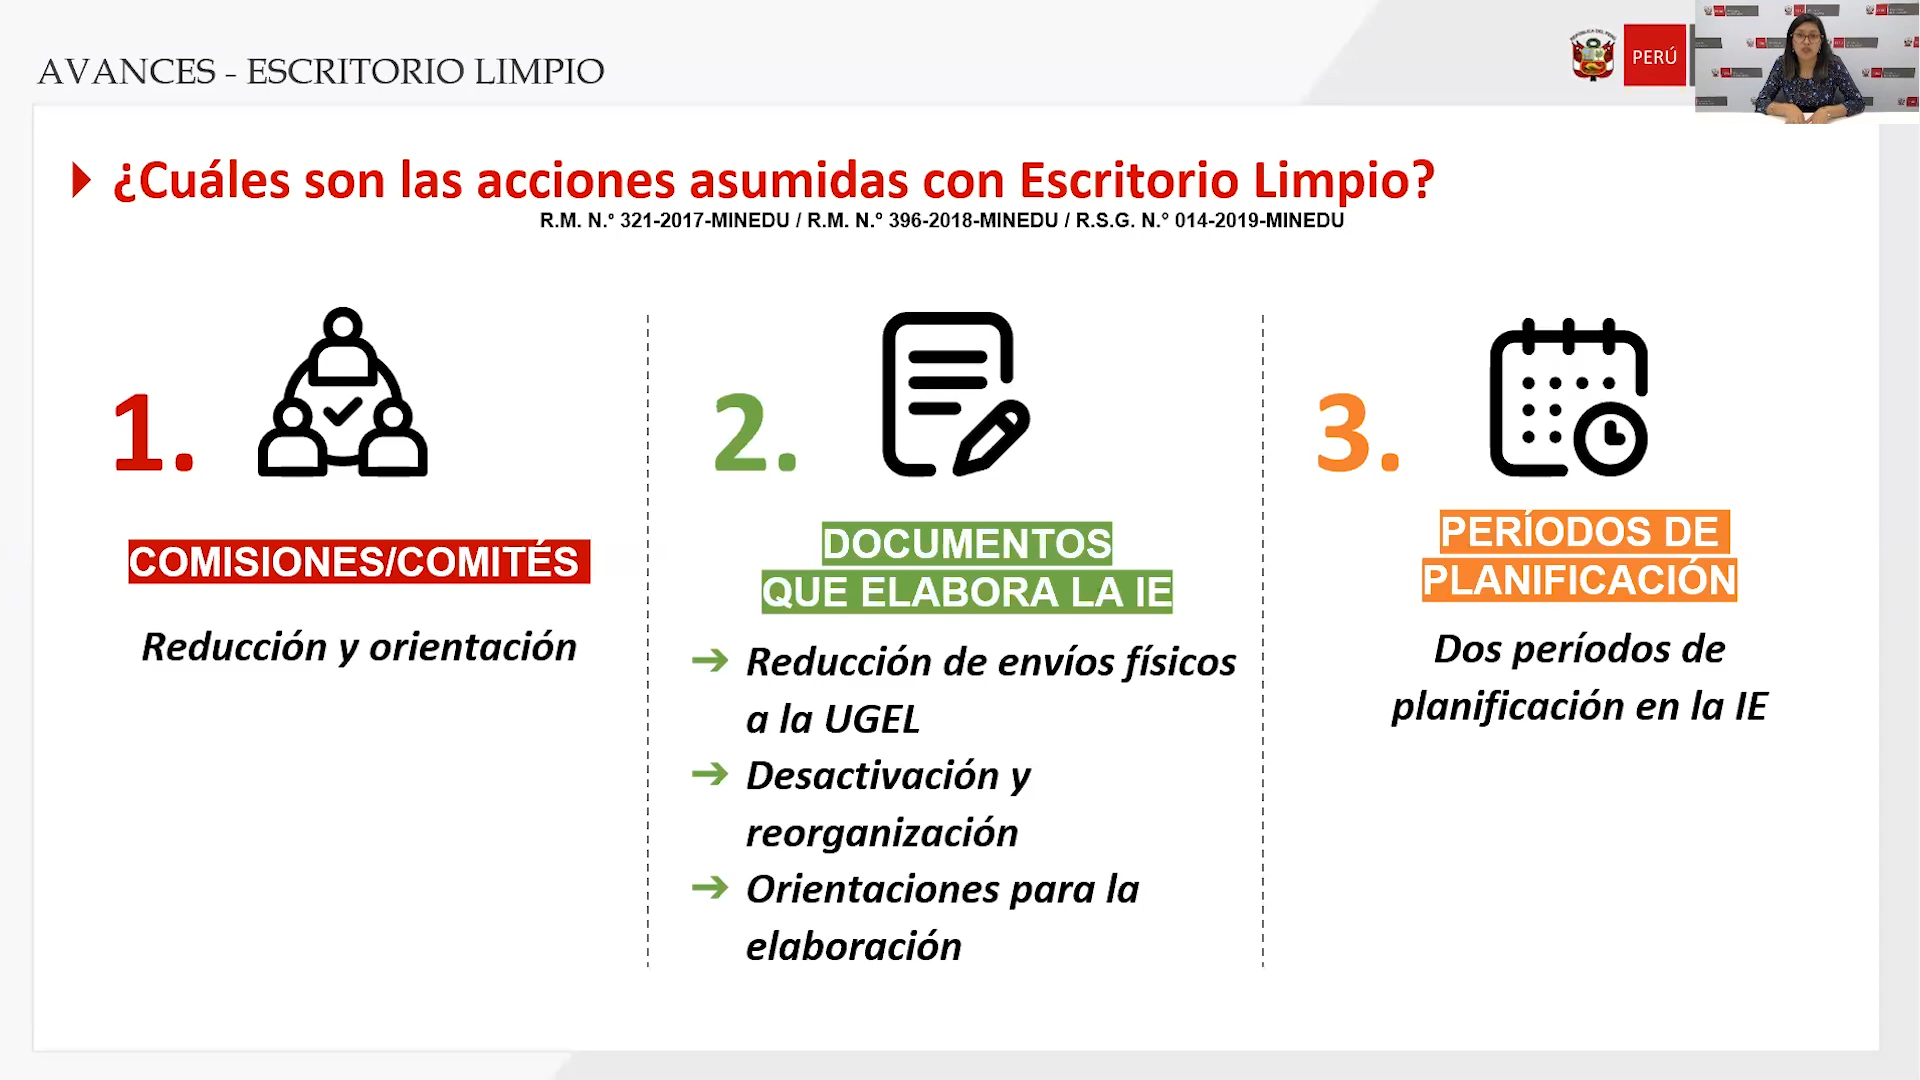 AVANCES - ESCRITORIO LIMPIO
PERÚ
¿Cuáles son las acciones asumidas con Escritorio Limpio?
R.M. N.° 321-2017-MINEDU / R.M. N.° 396-2018-MINEDU / R.S.G. N.° 014-2019-MINEDU
1.
COMISIONES/COMITÉS
Reducción y orientación
2.
DOCUMENTOS
QUE ELABORA LA IE
➔ Reducción de envíos físicos
a la UGEL
➔ Desactivación y
reorganización
➔ Orientaciones para la
elaboración
3.
PERÍODOS DE
PLANIFICACIÓN
Dos períodos de
planificación en la IE